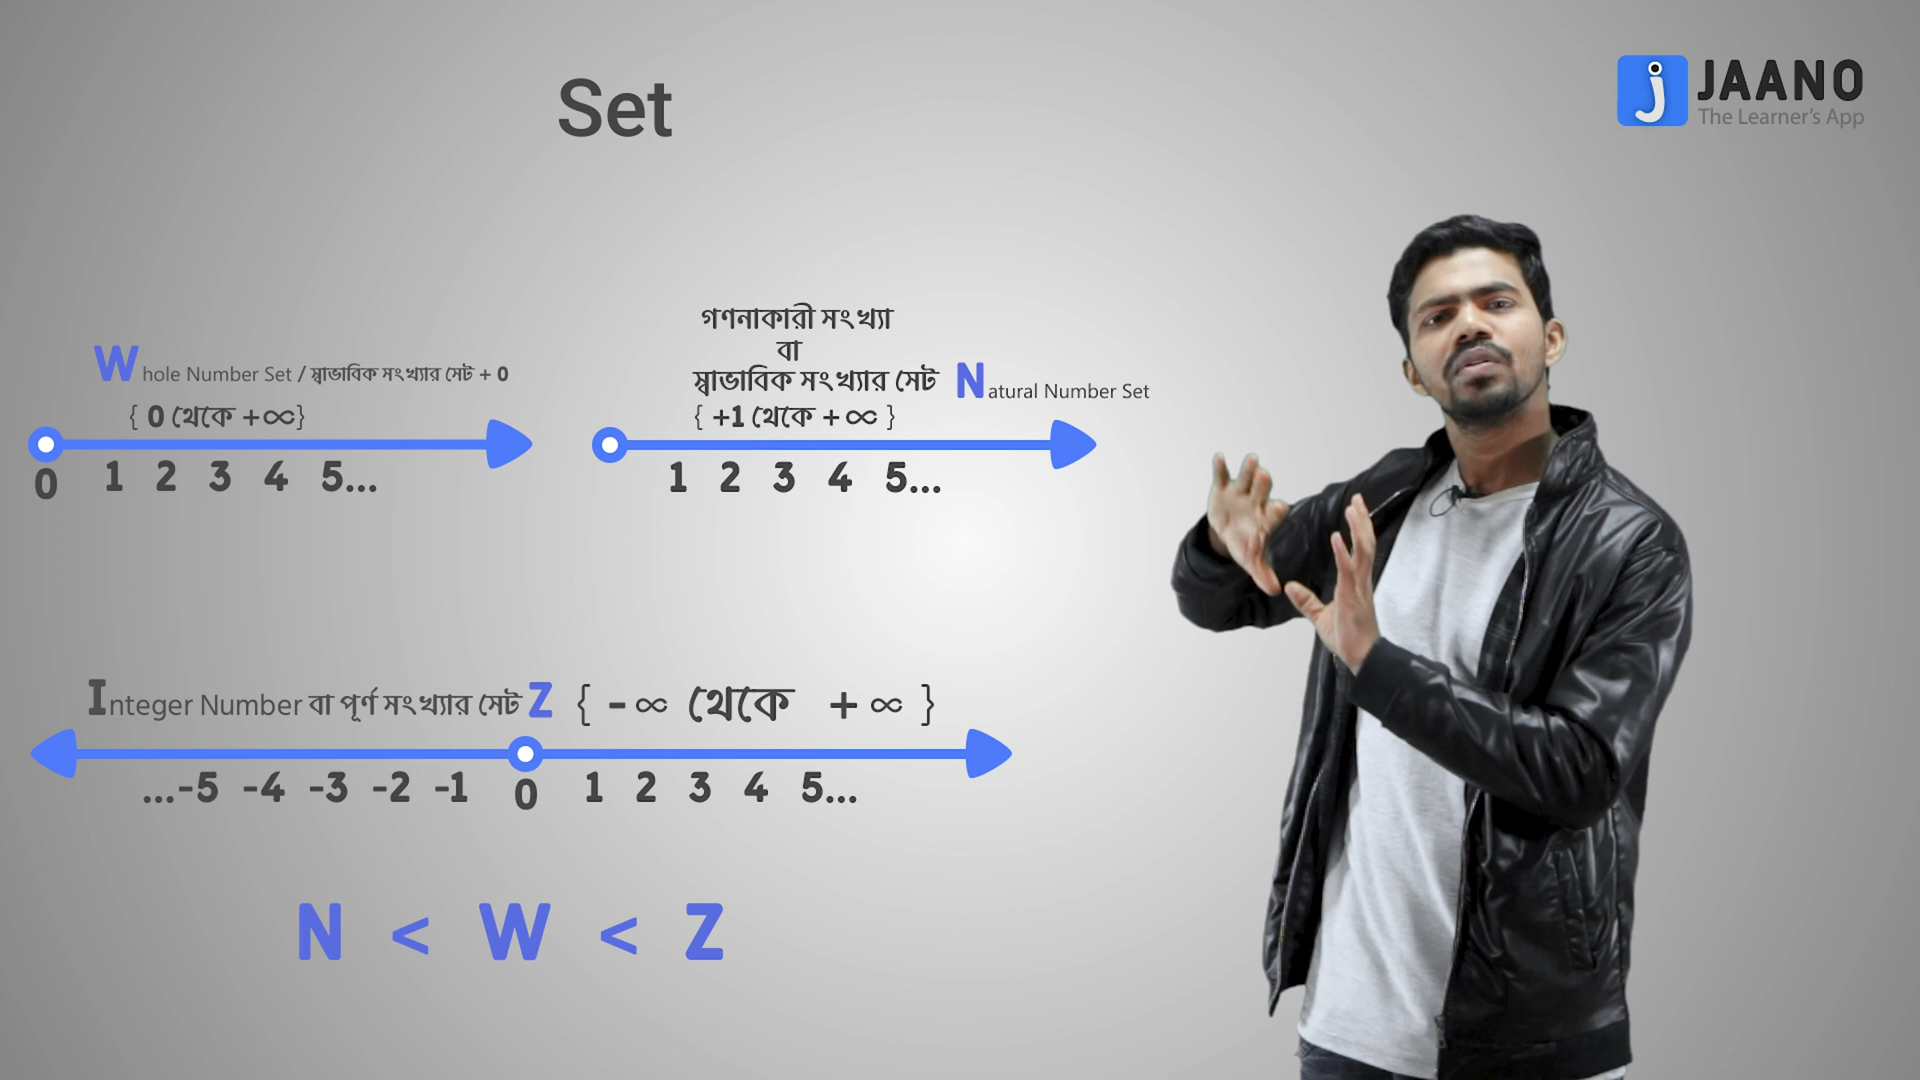 Set
JAANO
The Learner's App
Whole Number Set / স্বাভাবিক সংখ্যার সেট + 0
{ 0 থেকে +∞}
0 1 2 3 4 5...
গণনাকারী সংখ্যা
বা
স্বাভাবিক সংখ্যার সেট Natural Number Set
{ +1 থেকে + ∞ }
1 2 3 4 5...
Integer Number বা পূর্ণ সংখ্যার সেট Z { - ∞ থেকে + ∞ }
...-5 -4 -3 -2 -1 0 1 2 3 4 5...
N < W < Z